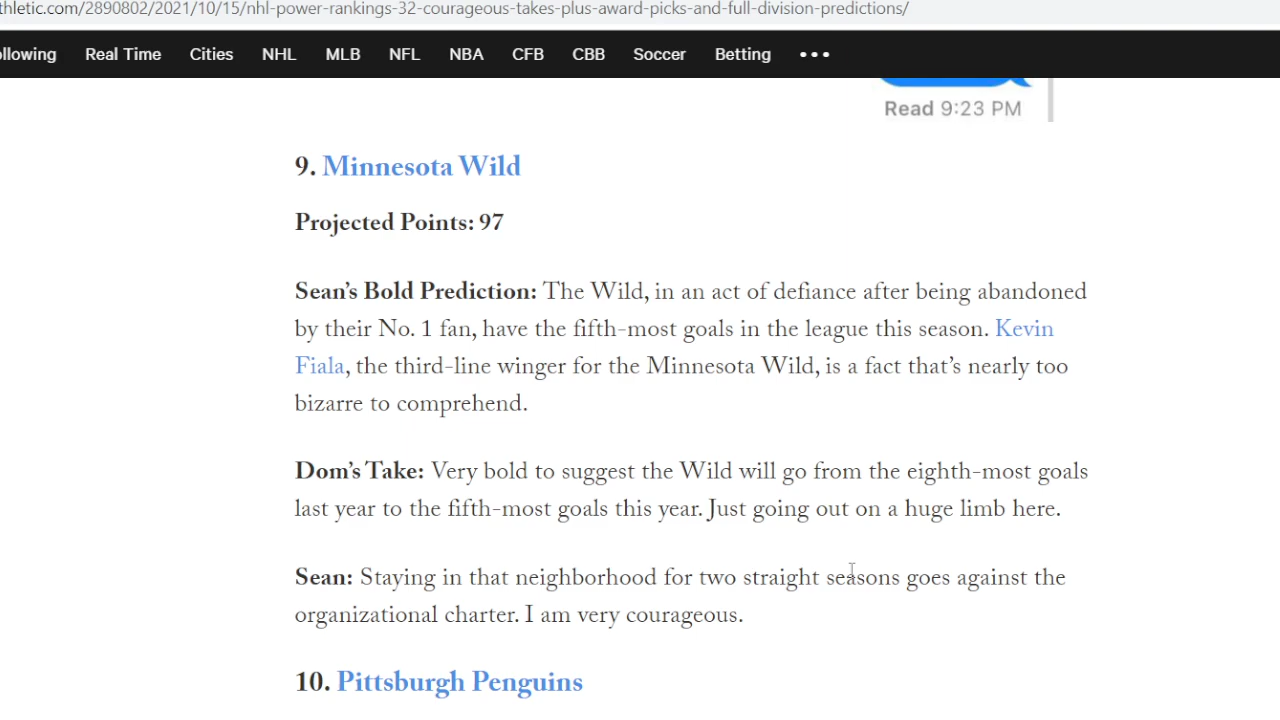 thletic.com/2890802/2021/10/15/nhl-power-rankings-32-courageous-takes-plus-award-picks-and-full-division-predictions/
ollowing Real Time Cities NHL MLB NFL NBA CFB CBB Soccer Betting •••
Read 9:23 PM
9. Minnesota Wild
Projected Points: 97
Sean’s Bold Prediction: The Wild, in an act of defiance after being abandoned
by their No. 1 fan, have the fifth-most goals in the league this season. Kevin
Fiala, the third-line winger for the Minnesota Wild, is a fact that’s nearly too
bizarre to comprehend.
Dom’s Take: Very bold to suggest the Wild will go from the eighth-most goals
last year to the fifth-most goals this year. Just going out on a huge limb here.
Sean: Staying in that neighborhood for two straight seasons goes against the
organizational charter. I am very courageous.
10. Pittsburgh Penguins